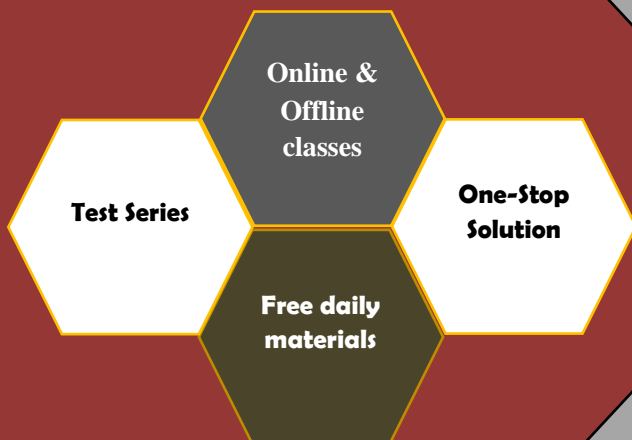 Online &
Offline
classes
Test Series
One-Stop
Solution
Free daily
materials